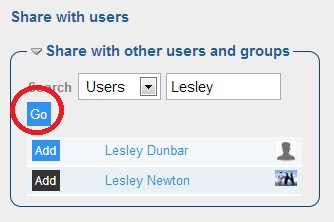 Share with users
Share with other users and groups
Search Users Lesley
Go
Add Lesley Dunbar
Add Lesley Newton